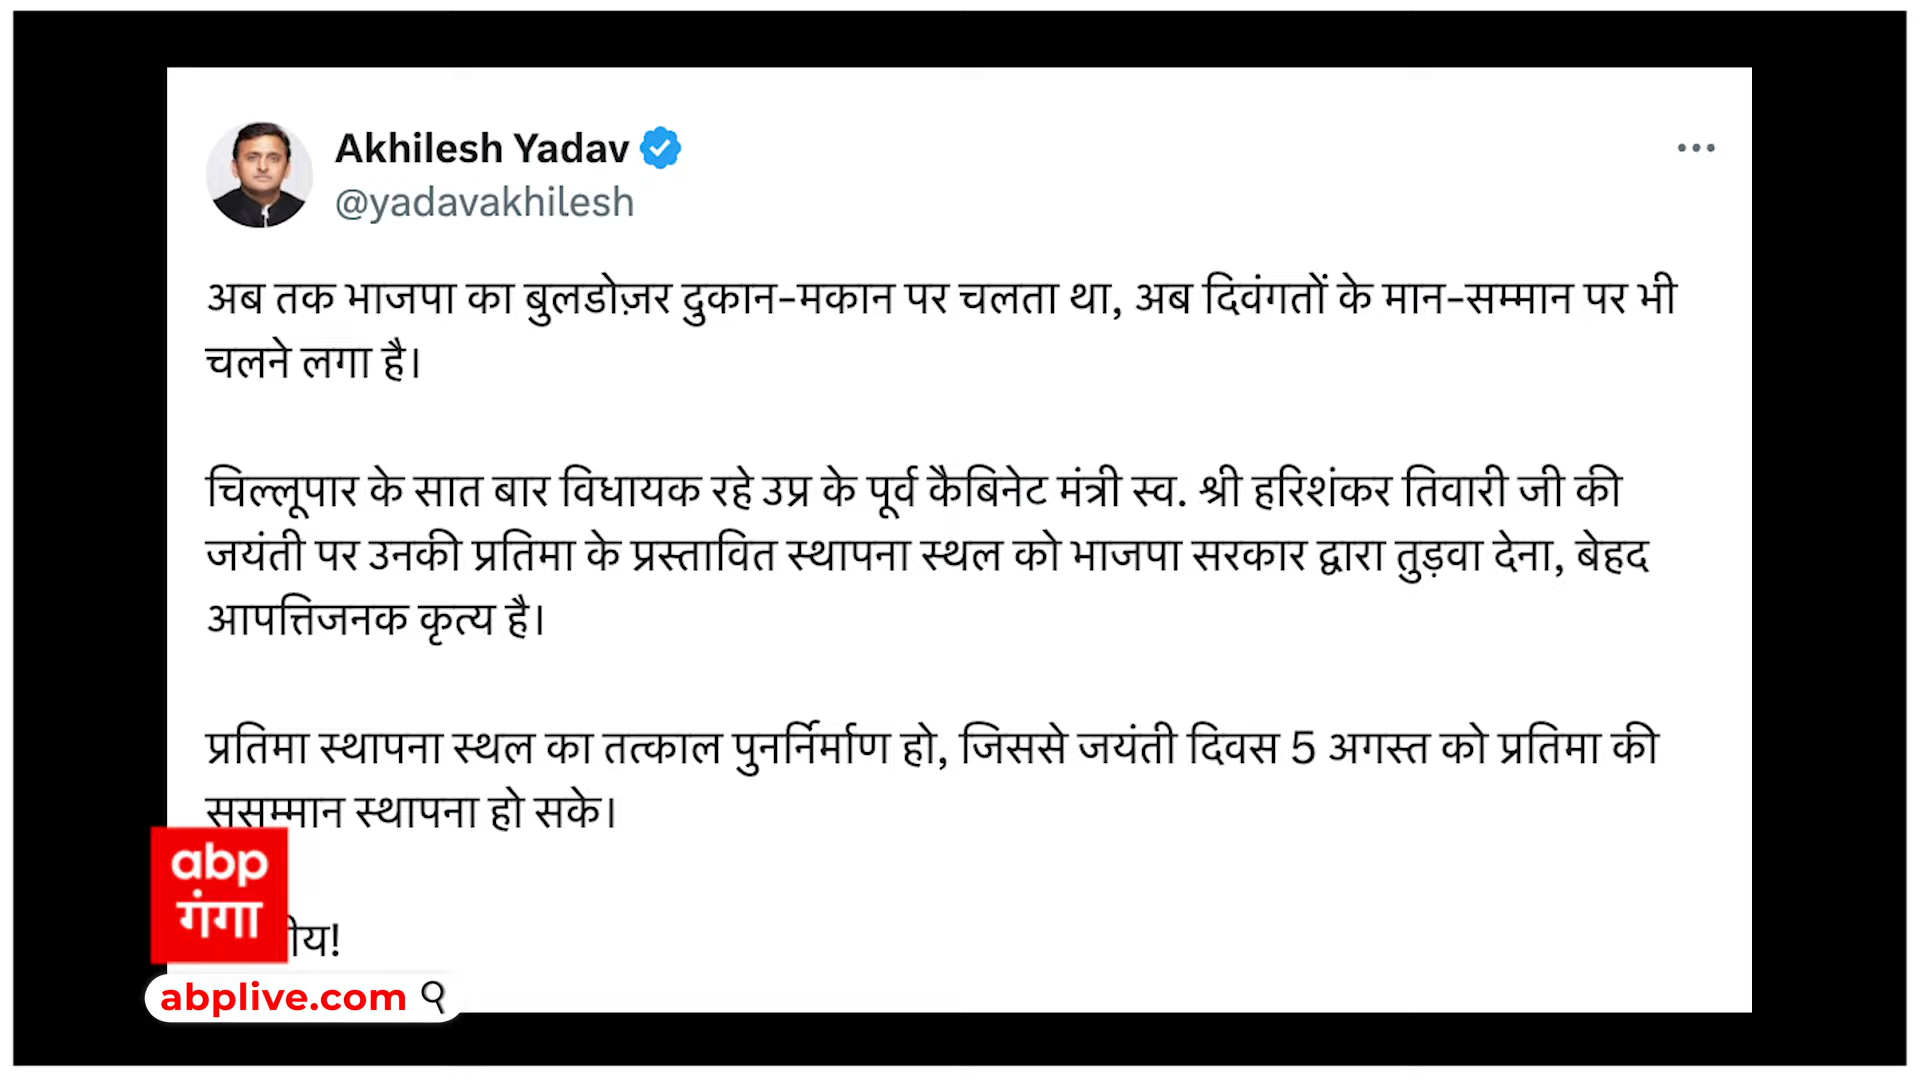 Akhilesh Yadav
@yadavakhilesh
अब तक भाजपा का बुलडोज़र दुकान-मकान पर चलता था, अब दिवंगतों के मान-सम्मान पर भी
चलने लगा है।
चिल्लूपार के सात बार विधायक रहे उप्र के पूर्व कैबिनेट मंत्री स्व. श्री हरिशंकर तिवारी जी की
जयंती पर उनकी प्रतिमा के प्रस्तावित स्थापना स्थल को भाजपा सरकार द्वारा तुड़वा देना, बेहद
आपत्तिजनक कृत्य है।
प्रतिमा स्थापना स्थल का तत्काल पुनर्निर्माण हो, जिससे जयंती दिवस 5 अगस्त को प्रतिमा की
ससम्मान स्थापना हो सके।
abp
गंगा
abplive.com